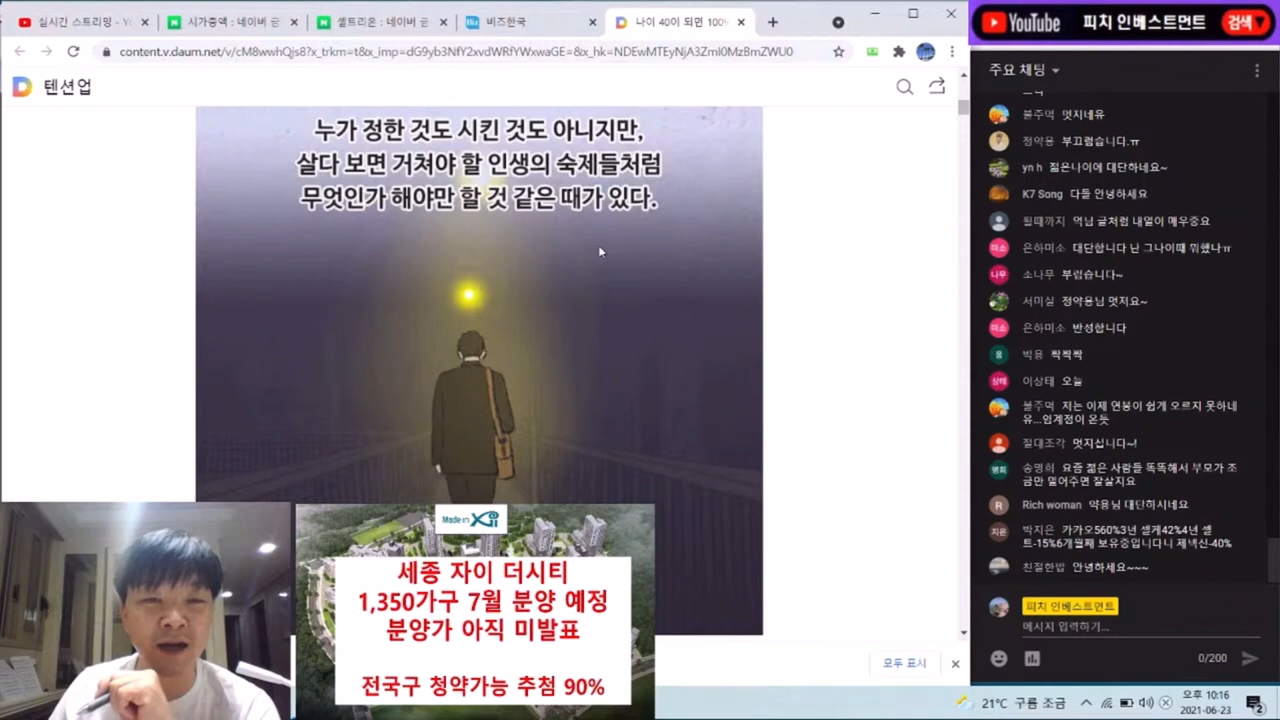 실시간 스트리밍 - Y
시가총액 : 네이버 금
셀트리온 : 네이버 금
비즈한국
나이 40이 되면 100%
content.v.daum.net/v/cM8wwhQjs8?x_trkm=t&x_imp=dG9yb3NfY2xvdWRfYWxwaGE=&x_hk=NDEwMTEyNjA3ZmI0MzBmZWU0
텐션업
누가 정한 것도 시킨 것도 아니지만,
살다 보면 거쳐야 할 인생의 숙제들처럼
무엇인가 해야만 할 것 같은 때가 있다.
Made in Xi
세종 자이 더시티
1,350가구 7월 분양 예정
분양가 아직 미발표
전국구 청약가능 추첨 90%
모두 표시
YouTube 피치 인베스트먼트 검색
주요 채팅
불주먹 멋지네유
정약용 부끄럽습니다.ㅠ
yn h 젊은나이에 대단하네요~
K7 Song 다들 안녕하세요
될때까지 억님 글처럼 내일이 매우중요
은하미소 대단합니다 난 그나이때 뭐했나ㅠ
소나무 부럽습니다~
서미실 정약용님 멋지요~
은하미소 반성합니다
박용 짝짝짝
이상태 오늘
불주먹 저는 이제 연봉이 쉽게 오르지 못하네
유...임계점이 온듯
절대조각 멋지십니다~!
송명희 요즘 젊은 사람들 똑똑해서 부모가 조
금만 밀어주면 잘살지요
Rich woman 약용님 대단하시네요
박지은 카카오560%3년 셀케42%4년 셀
트-15%6개월째 보유중입니다니 제넥신-40%
친절한밥 안녕하세요~~~
피치 인베스트먼트
메시지 입력하기...
0/200
21°C 구름 조금
오후 10:16
2021-06-23
2